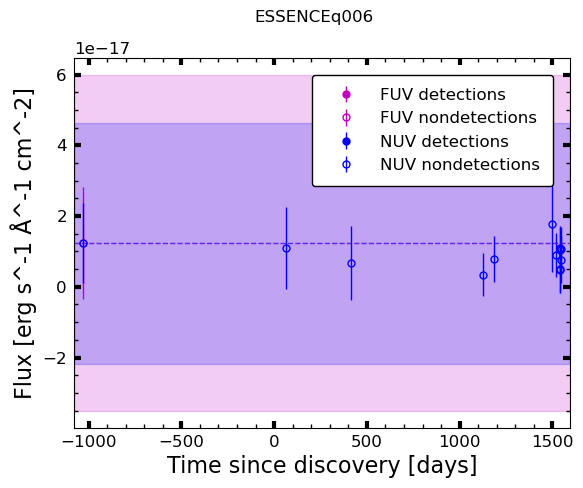 ESSENCEq006
1e−17
6
4
2
0
−2
Flux [erg s^-1 Å^-1 cm^-2]
FUV detections
FUV nondetections
NUV detections
NUV nondetections
−1000 −500 0 500 1000 1500
Time since discovery [days]